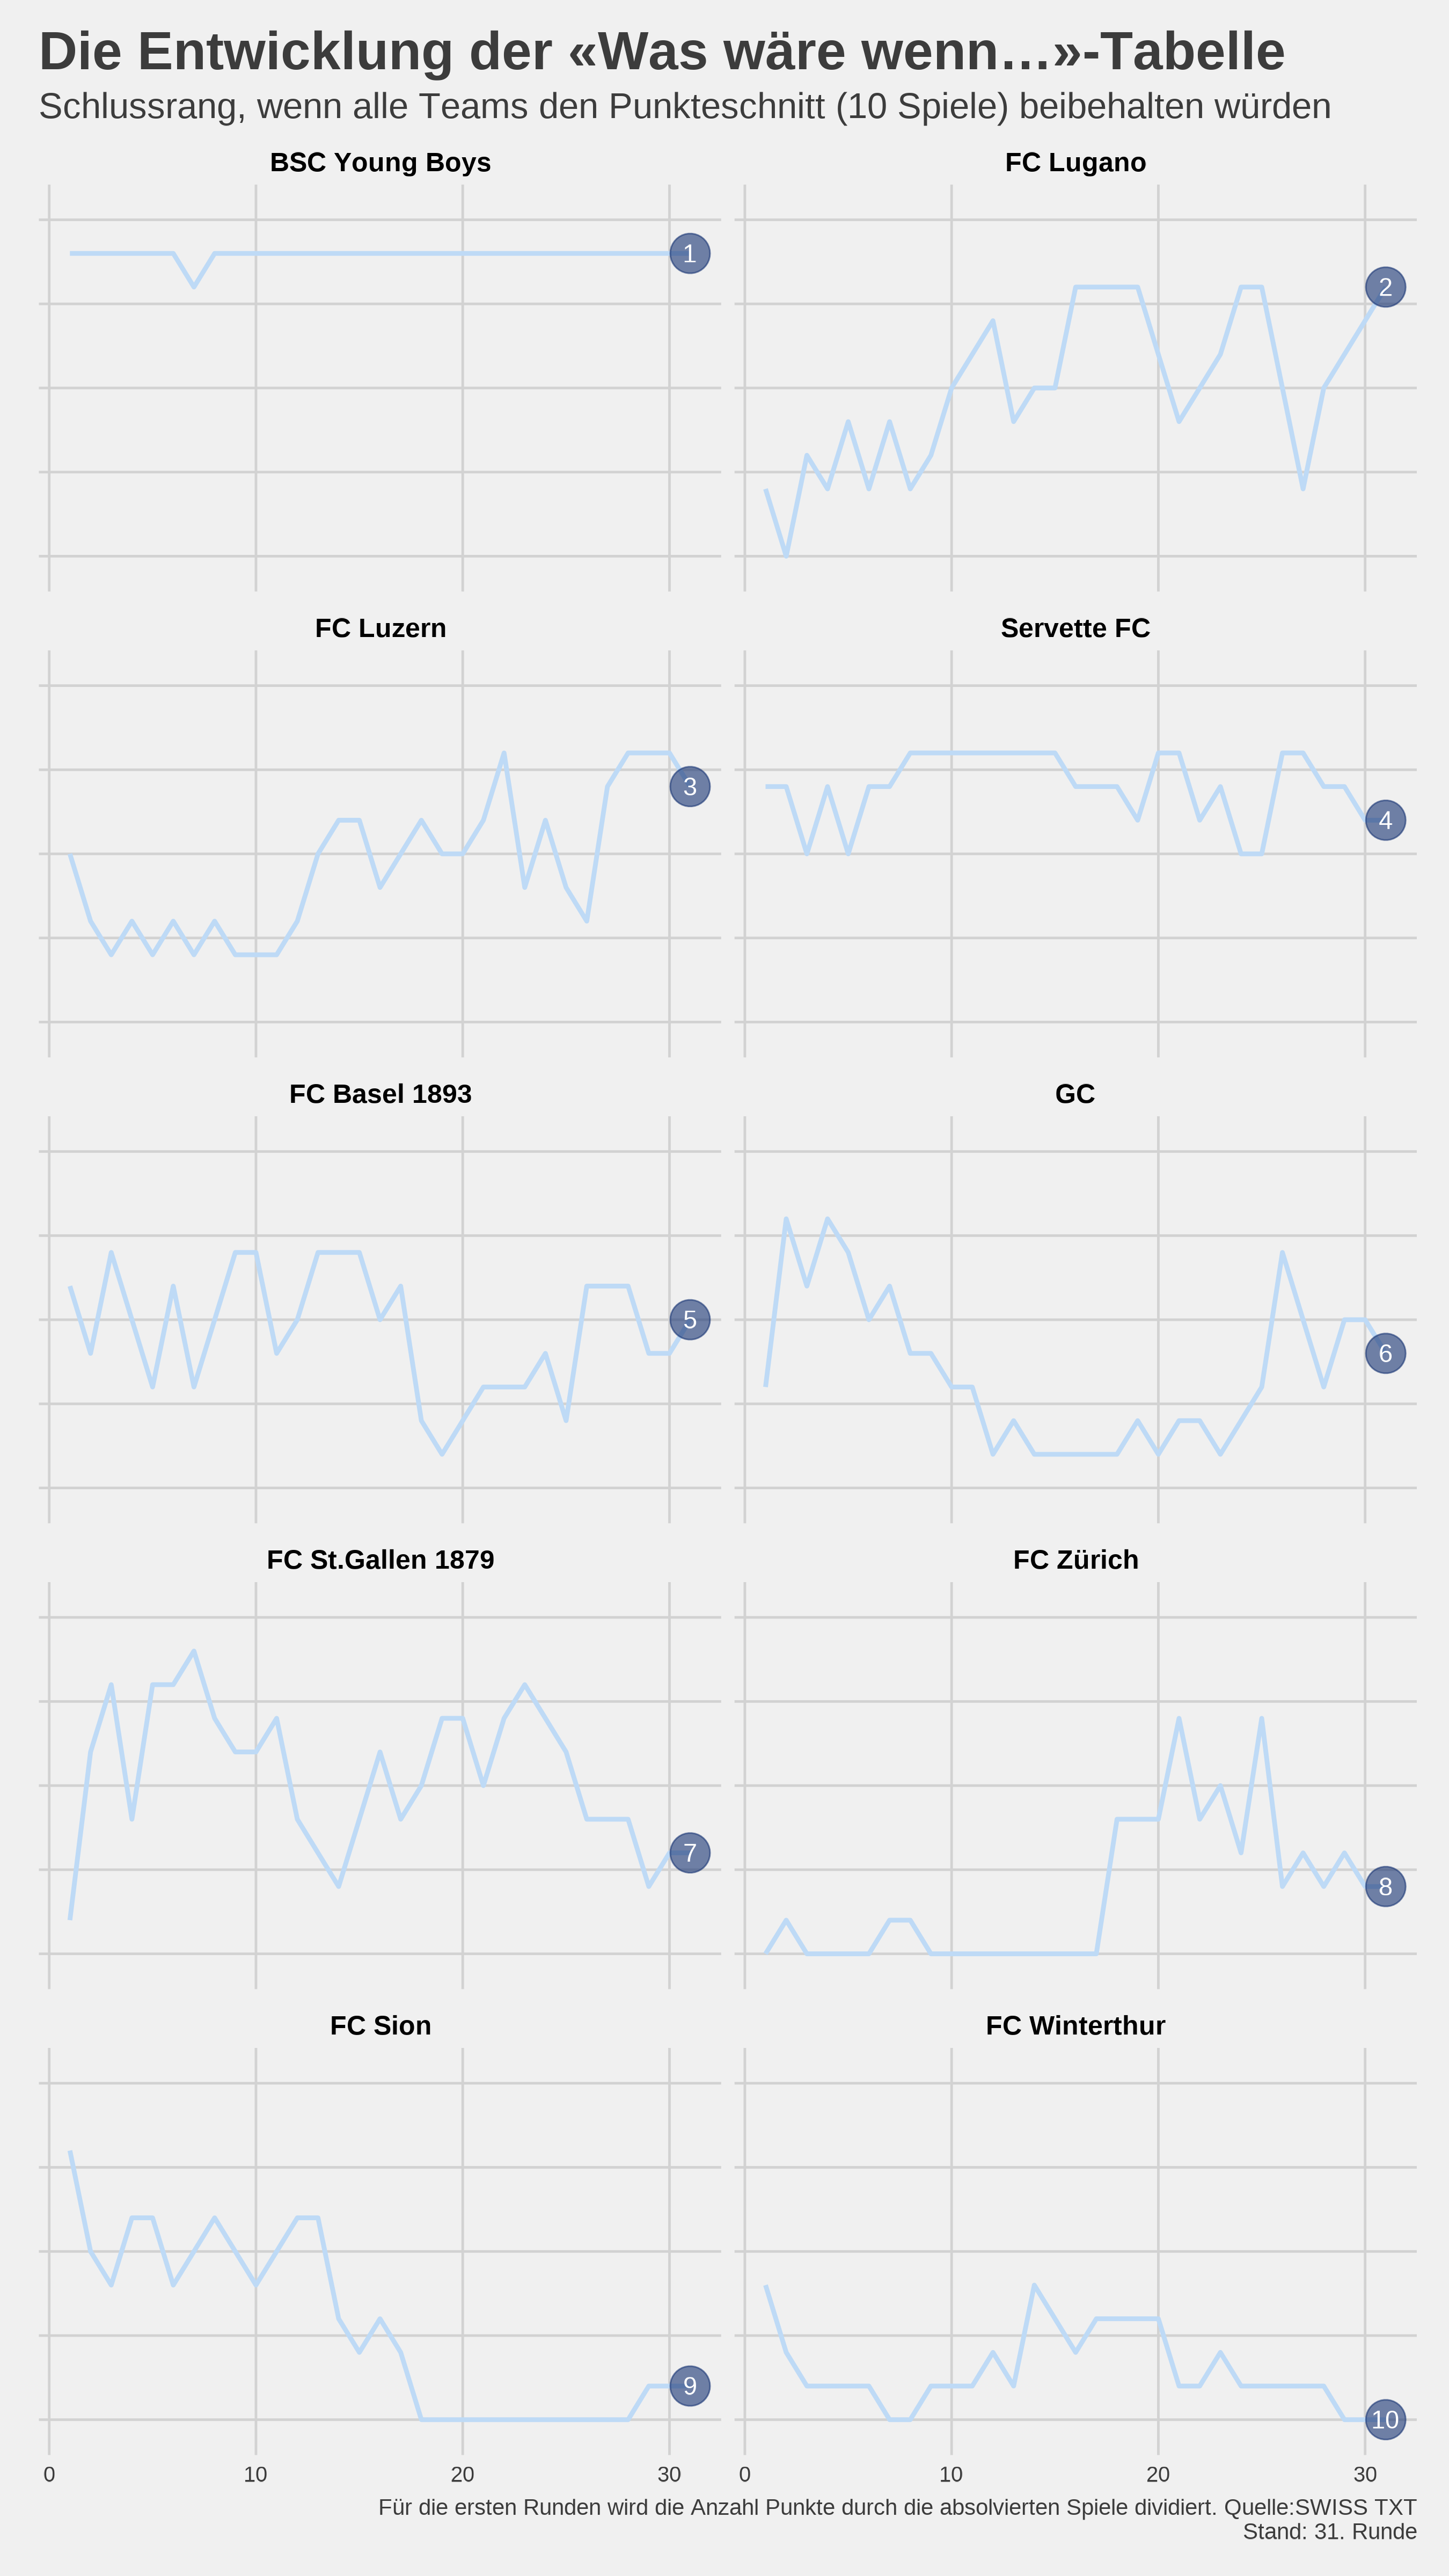 Die Entwicklung der «Was wäre wenn…»-Tabelle
Schlussrang, wenn alle Teams den Punkteschnitt (10 Spiele) beibehalten würden
BSC Young Boys
FC Lugano
1
2
FC Luzern
Servette FC
3
4
FC Basel 1893
GC
5
6
FC St.Gallen 1879
FC Zürich
7
8
FC Sion
FC Winterthur
9
10
0 10 20 30 0 10 20 30
Für die ersten Runden wird die Anzahl Punkte durch die absolvierten Spiele dividiert. Quelle:SWISS TXT
Stand: 31. Runde